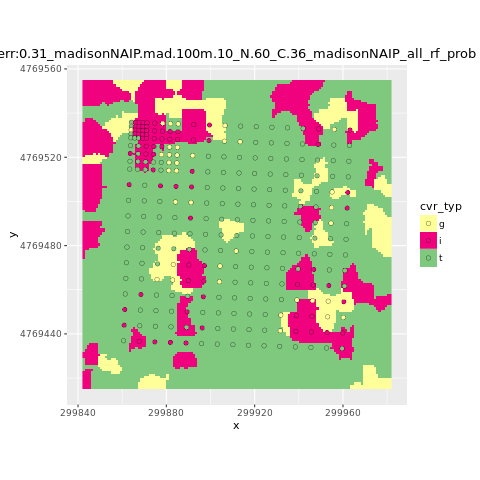 err:0.31_madisonNAIP.mad.100m.10_N.60_C.36_madisonNAIP_all_rf_prob
4769560
4769520
4769480
4769440
y
299840 299880 299920 299960
x
cvr_typ
g
i
t